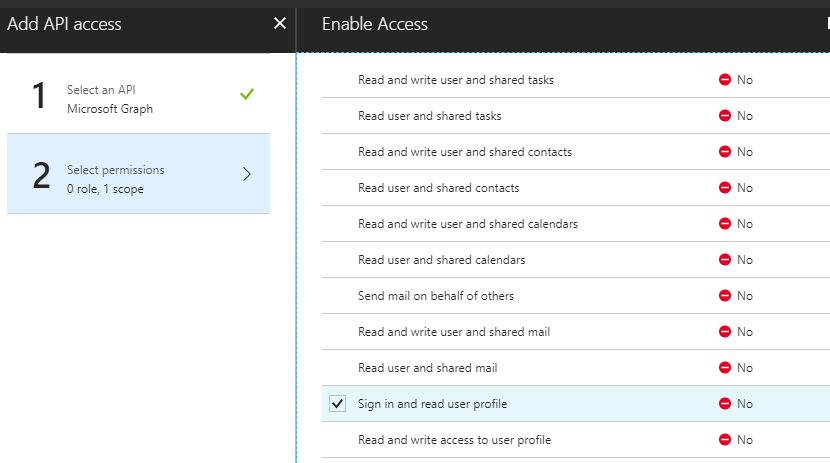 Add API access
Enable Access
1
Select an API
Microsoft Graph
2
Select permissions
0 role, 1 scope
Read and write user and shared tasks No
Read user and shared tasks No
Read and write user and shared contacts No
Read user and shared contacts No
Read and write user and shared calendars No
Read user and shared calendars No
Send mail on behalf of others No
Read and write user and shared mail No
Read user and shared mail No
Sign in and read user profile No
Read and write access to user profile No